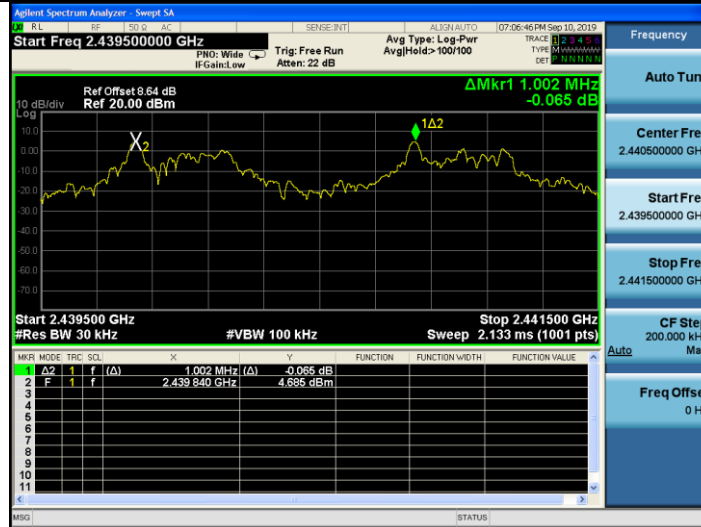 Agilent Spectrum Analyzer - Swept SA
RL RF 50 Ω AC SENSE:INT ALIGN AUTO 07:06:46 PM Sep 10, 2019
Start Freq 2.439500000 GHz
PNO: Wide
IFGain:Low
Trig: Free Run
Atten: 22 dB
Avg Type: Log-Pwr
Avg|Hold:>100/100
TRACE 1 2 3 4 5 6
TYPE M
DET P N N N N N
Ref Offset 8.64 dB
10 dB/div Ref 20.00 dBm
Log
ΔMkr1 1.002 MHz
-0.065 dB
1Δ2
2
10.0
0.00
-10.0
-20.0
-30.0
-40.0
-50.0
-60.0
-70.0
Start 2.439500 GHz Stop 2.441500 GHz
#Res BW 30 kHz #VBW 100 kHz Sweep 2.133 ms (1001 pts)
MKR MODE TRC SCL X Y FUNCTION FUNCTION WIDTH FUNCTION VALUE
1 Δ2 1 f (Δ) 1.002 MHz (Δ) -0.065 dB
2 F 1 f 2.439 840 GHz 4.685 dBm
3
4
5
6
7
8
9
10
11
MSG STATUS
Frequency
Auto Tun
Center Fre
2.440500000 GH
Start Fre
2.439500000 GH
Stop Fre
2.441500000 GH
CF Ste
200.000 kH
Auto Ma
Freq Offse
0 H